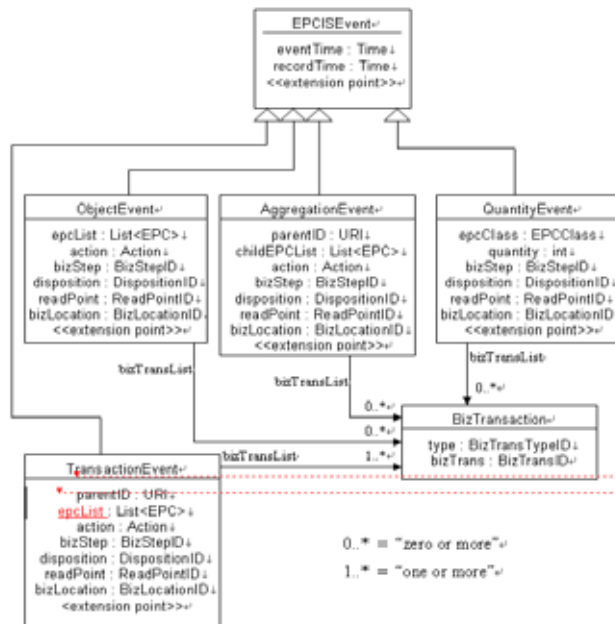 EPCISEvent↵
eventTime : Time↓
recordTime : Time↓
<<extension point>>↵
ObjectEvent↵
epcList : List<EPC>↓
action : Action↓
bizStep : BizStepID↓
disposition : DispositionID↓
readPoint : ReadPointID↓
bizLocation : BizLocationID↓
<<extension point>>↵
AggregationEvent↵
parentID : URI↓
childEPCList : List<EPC>↓
action : Action↓
bizStep : BizStepID↓
disposition : DispositionID↓
readPoint : ReadPointID↓
bizLocation : BizLocationID↓
<<extension point>>↵
QuantityEvent↵
epcClass : EPCClass↓
quantity : int↓
bizStep : BizStepID↓
disposition : DispositionID↓
readPoint : ReadPointID↓
bizLocation : BizLocationID↓
<<extension point>>↵
bizTransList↵
bizTransList↵
bizTransList↵
0..*↵
0..*↵
0..*↵
BizTransaction↵
type : BizTransTypeID↓
bizTrans : BizTransID↵
bizTransList↵
1..*↵
TransactionEvent↵
parentID : URI↓
epcList : List<EPC>↓
action : Action↓
bizStep : BizStepID↓
disposition : DispositionID↓
readPoint : ReadPointID↓
bizLocation : BizLocationID↓
<extension point>>↵
0..* = "zero or more"↵
1..* = "one or more"↵